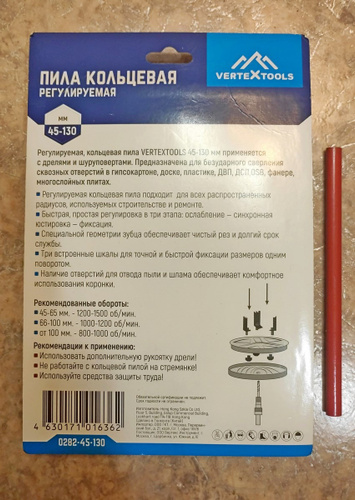 ПИЛА КОЛЬЦЕВАЯ
РЕГУЛИРУЕМАЯ
VERTEXTOOLS
мм
45-130
Регулируемая, кольцевая пила VERTEXTOOLS 45-130 мм применяется
с дрелями и шуруповертами. Предназначена для безударного сверления
сквозных отверстий в гипсокартоне, доске, пластике, ДВП, ДСП OSB, фанере,
многослойных плитах.
Регулируемая кольцевая пила подходит для всех распространённых
радиусов, используемых строительстве и ремонте.
Быстрая, простая регулировка в три этапа: ослабление – синхронная
юстировка – фиксация.
Специальной геометрии зубца обеспечивает чистый рез и долгий срок
службы.
Три встроенные шкалы для точной и быстрой фиксации размера одним
поворотом.
Наличие отверстий для отвода пыли и шлама обеспечивает комфортное
использования коронки.
Рекомендованные обороты:
45-65 мм. - 1200-1500 об/мин.
66-100 мм. - 1000-1200 об/мин.
от 100 мм. - 800-1000 об/мин.
Рекомендации к применению:
Использовать дополнительную рукоятку дрели!
Не работайте с кольцевой пилой на стремянке!
Используйте средства защиты труда!
4 630171 016362
0282-45-130